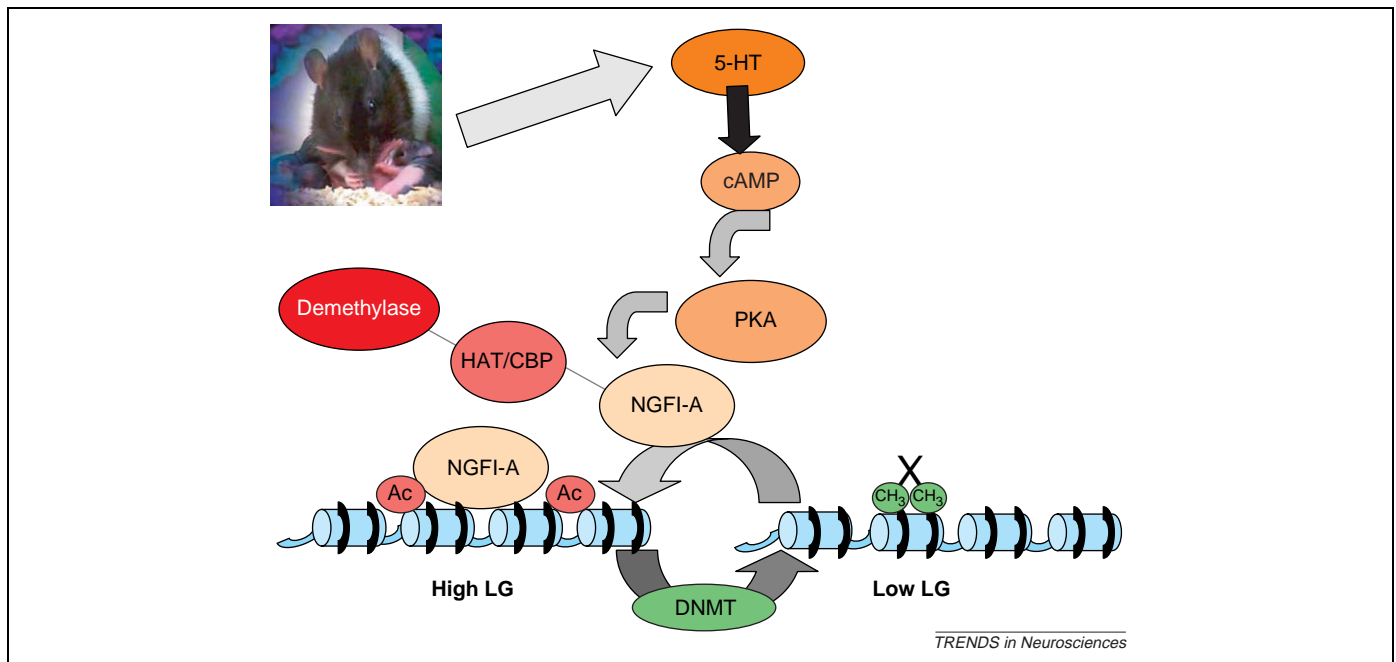 5-HT
cAMP
PKA
Demethylase
HAT/CBP
NGFI-A
NGFI-A
Ac
Ac
X
CH₃
CH₃
High LG
Low LG
DNMT
TRENDS in Neurosciences